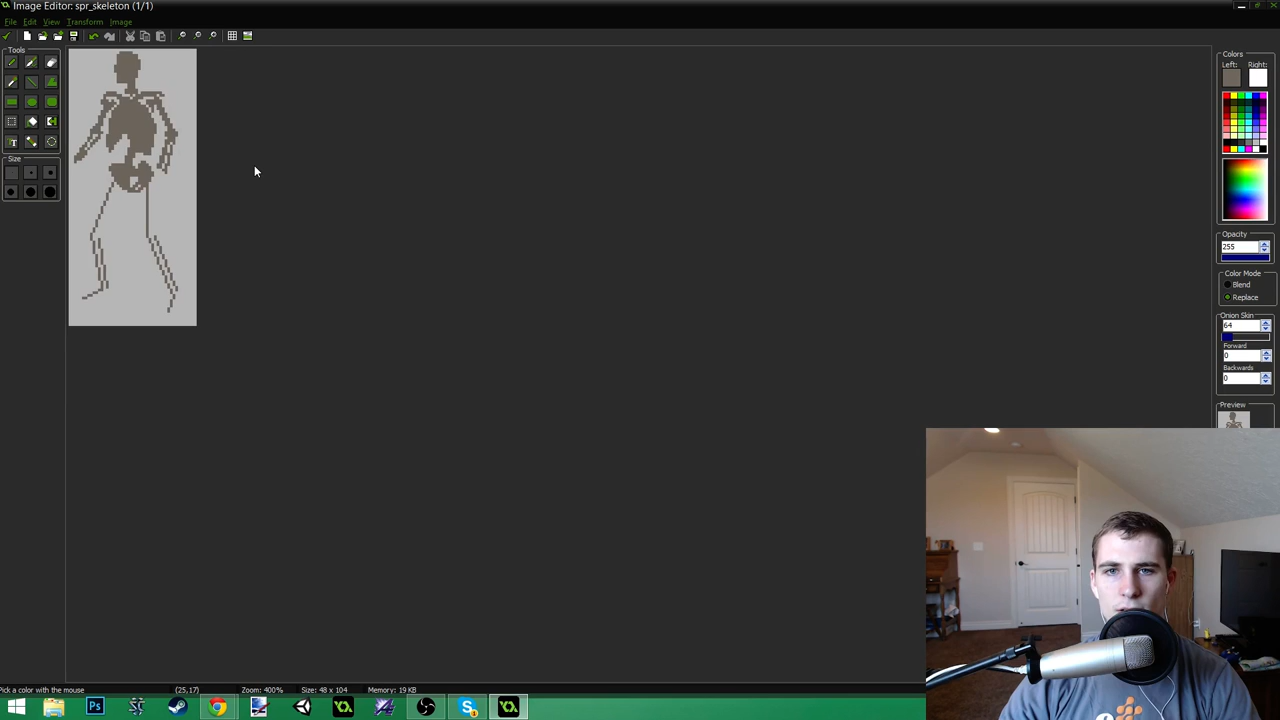 Image Editor: spr_skeleton (1/1)
File Edit View Transform Image
Tools
Size
Colors
Left: Right:
Opacity
255
Color Mode
Blend
Replace
Onion Skin
64
Forward
0
Backwards
0
Preview
Pick a color with the mouse (25,17) Zoom: 400% Size: 48 x 104 Memory: 19 KB